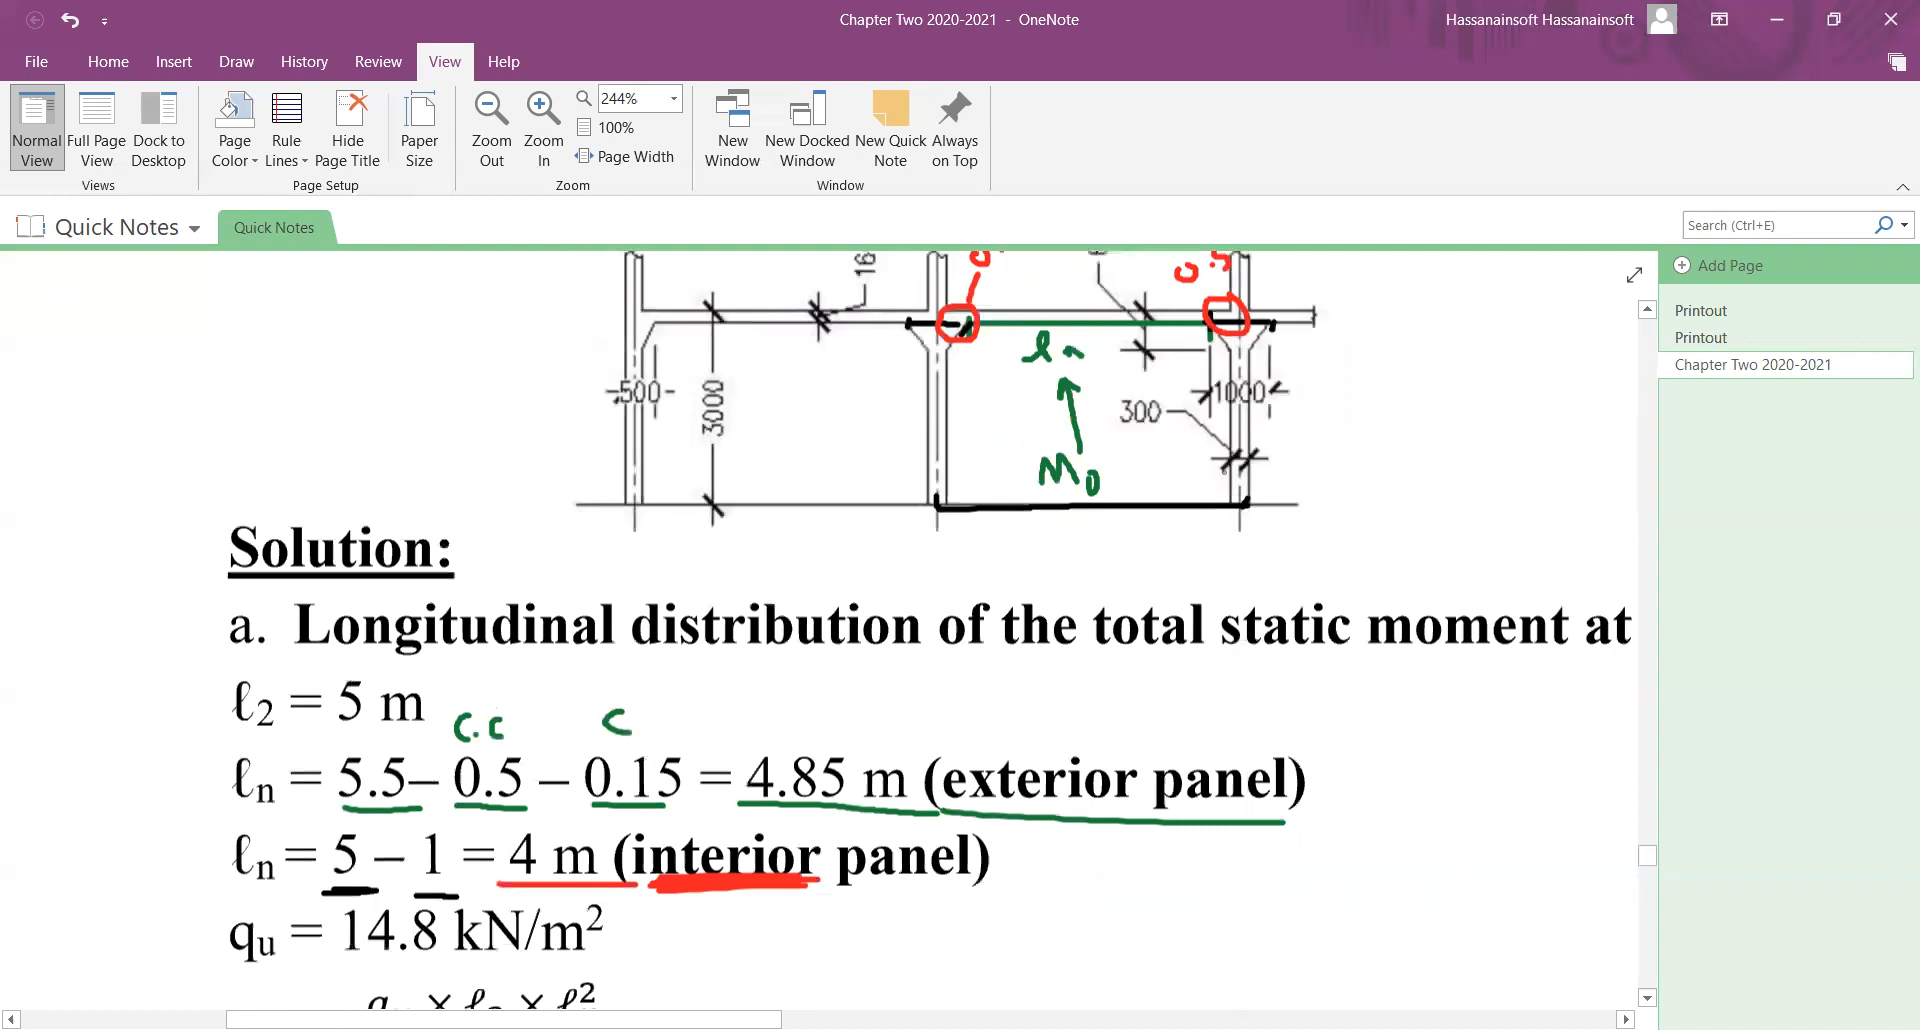 Chapter Two 2020-2021 - OneNote
Hassanainsoft Hassanainsoft
File Home Insert Draw History Review View Help
244%
100%
Page Width
Normal View
Full Page View
Dock to Desktop
Page Color
Rule Lines
Hide Page Title
Paper Size
Zoom Out
Zoom In
New Window
New Docked Window
New Quick Note
Always on Top
Views
Page Setup
Zoom
Window
Quick Notes
Quick Notes
Search (Ctrl+E)
Add Page
Printout
Printout
Chapter Two 2020-2021
16
0.5
ℓn
500
3000
300
1000
M0
Solution:
a. Longitudinal distribution of the total static moment at
ℓ2 = 5 m
C.C C
ℓn = 5.5– 0.5 – 0.15 = 4.85 m (exterior panel)
ℓn = 5 – 1 = 4 m (interior panel)
qu = 14.8 kN/m²